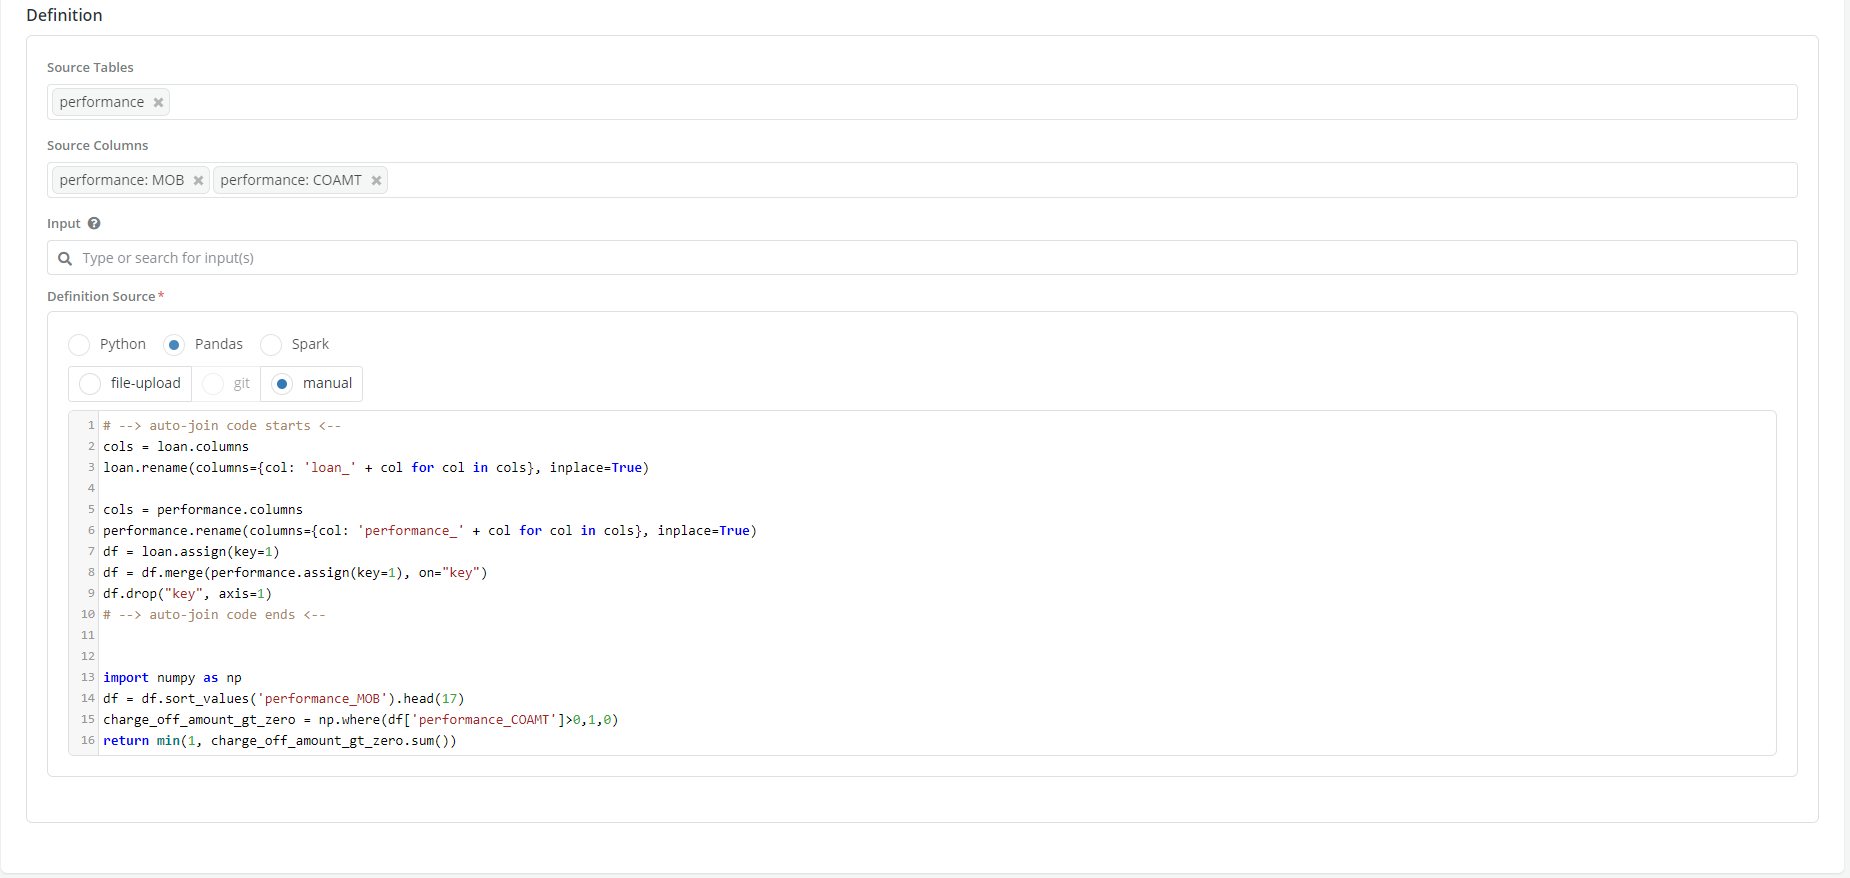 Definition
Source Tables
performance ✖
Source Columns
performance: MOB ✖ performance: COAMT ✖
Input ?
Type or search for input(s)
Definition Source*
Python Pandas Spark
file-upload git manual
1 # --> auto-join code starts <--
2 cols = loan.columns
3 loan.rename(columns={col: 'loan_' + col for col in cols}, inplace=True)
4
5 cols = performance.columns
6 performance.rename(columns={col: 'performance_' + col for col in cols}, inplace=True)
7 df = loan.assign(key=1)
8 df = df.merge(performance.assign(key=1), on="key")
9 df.drop("key", axis=1)
10 # --> auto-join code ends <--
11
12
13 import numpy as np
14 df = df.sort_values('performance_MOB').head(17)
15 charge_off_amount_gt_zero = np.where(df['performance_COAMT']>0,1,0)
16 return min(1, charge_off_amount_gt_zero.sum())